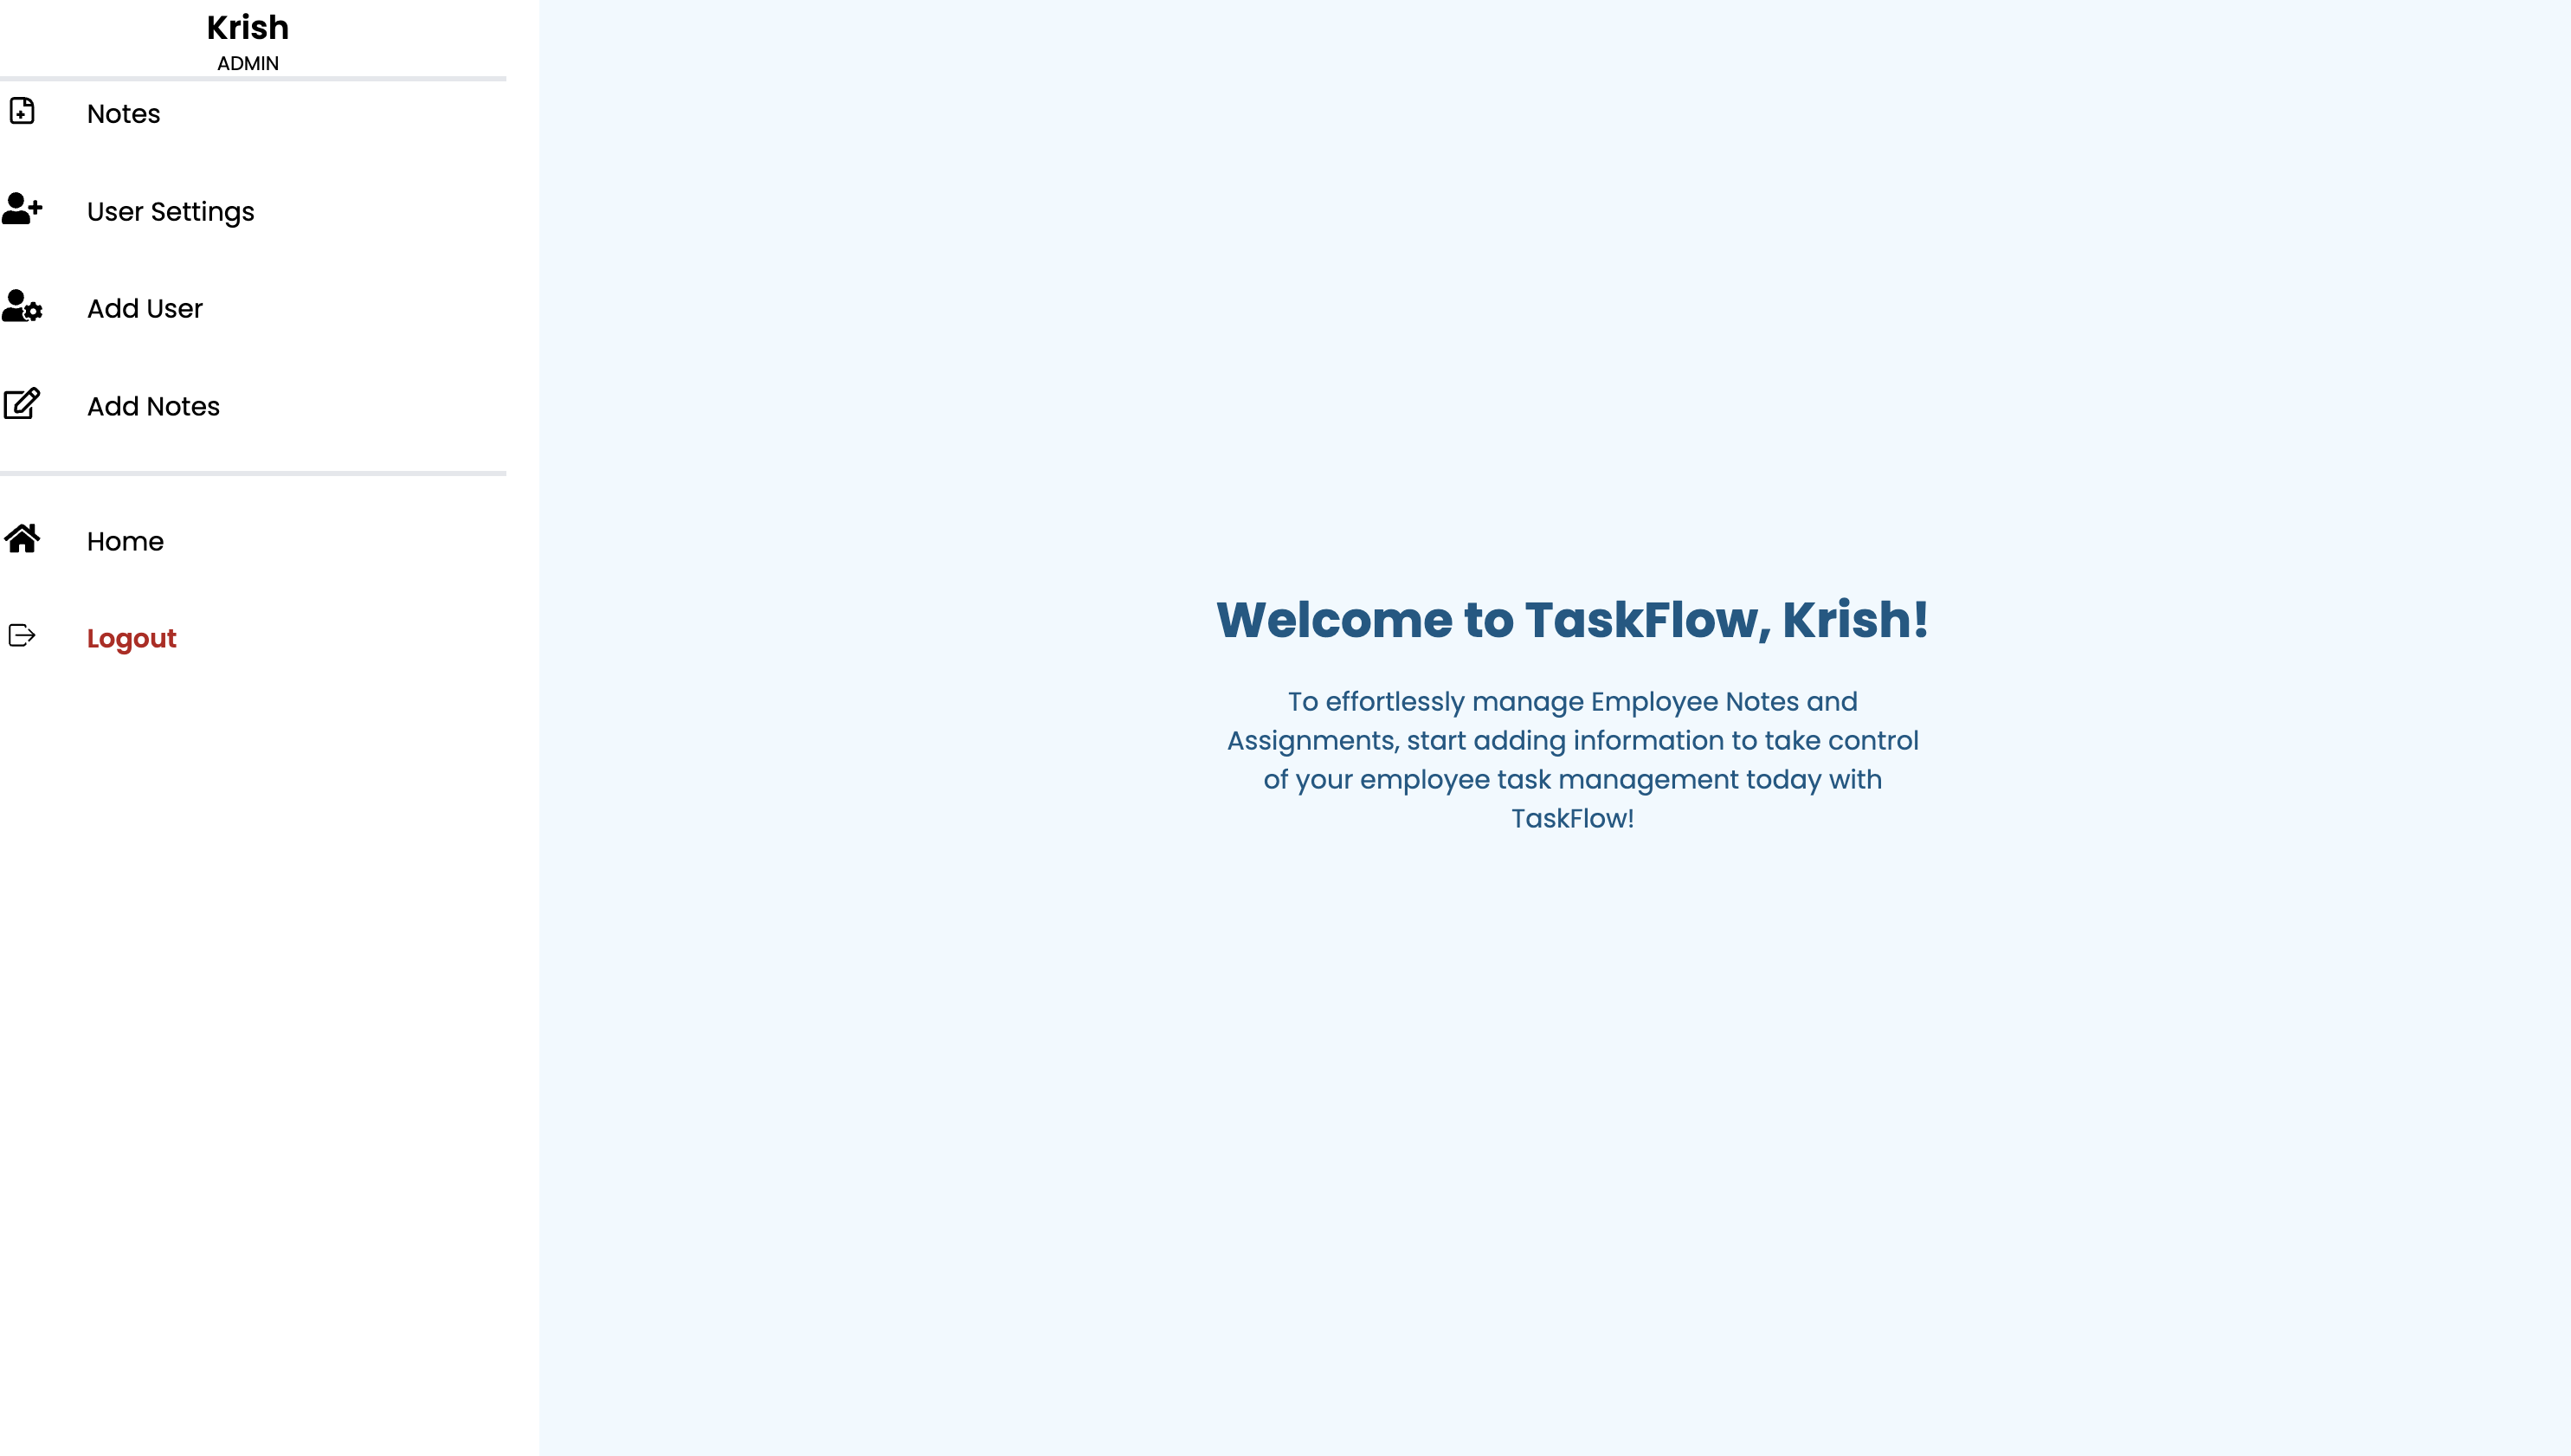 Krish
ADMIN
Notes
User Settings
Add User
Add Notes
Home
Logout
Welcome to TaskFlow, Krish!
To effortlessly manage Employee Notes and
Assignments, start adding information to take control
of your employee task management today with
TaskFlow!